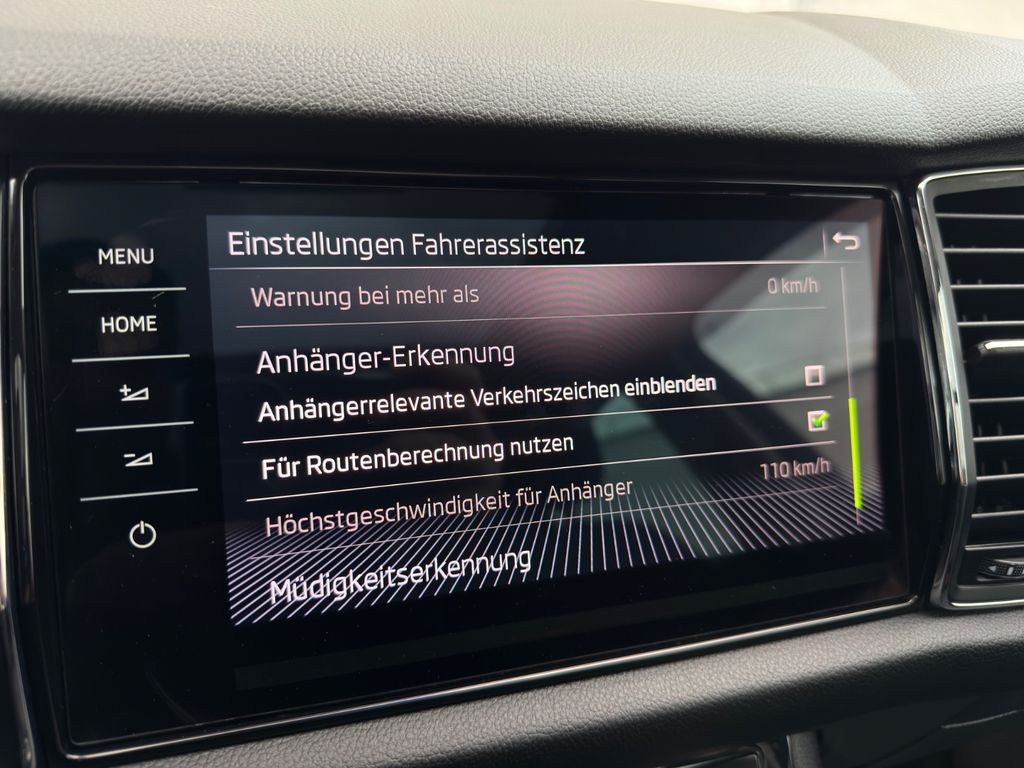 MENU
HOME
Einstellungen Fahrerassistenz
Warnung bei mehr als 0 km/h
Anhänger-Erkennung
Anhängerrelevante Verkehrszeichen einblenden
Für Routenberechnung nutzen
Höchstgeschwindigkeit für Anhänger 110 km/h
Müdigkeitserkennung